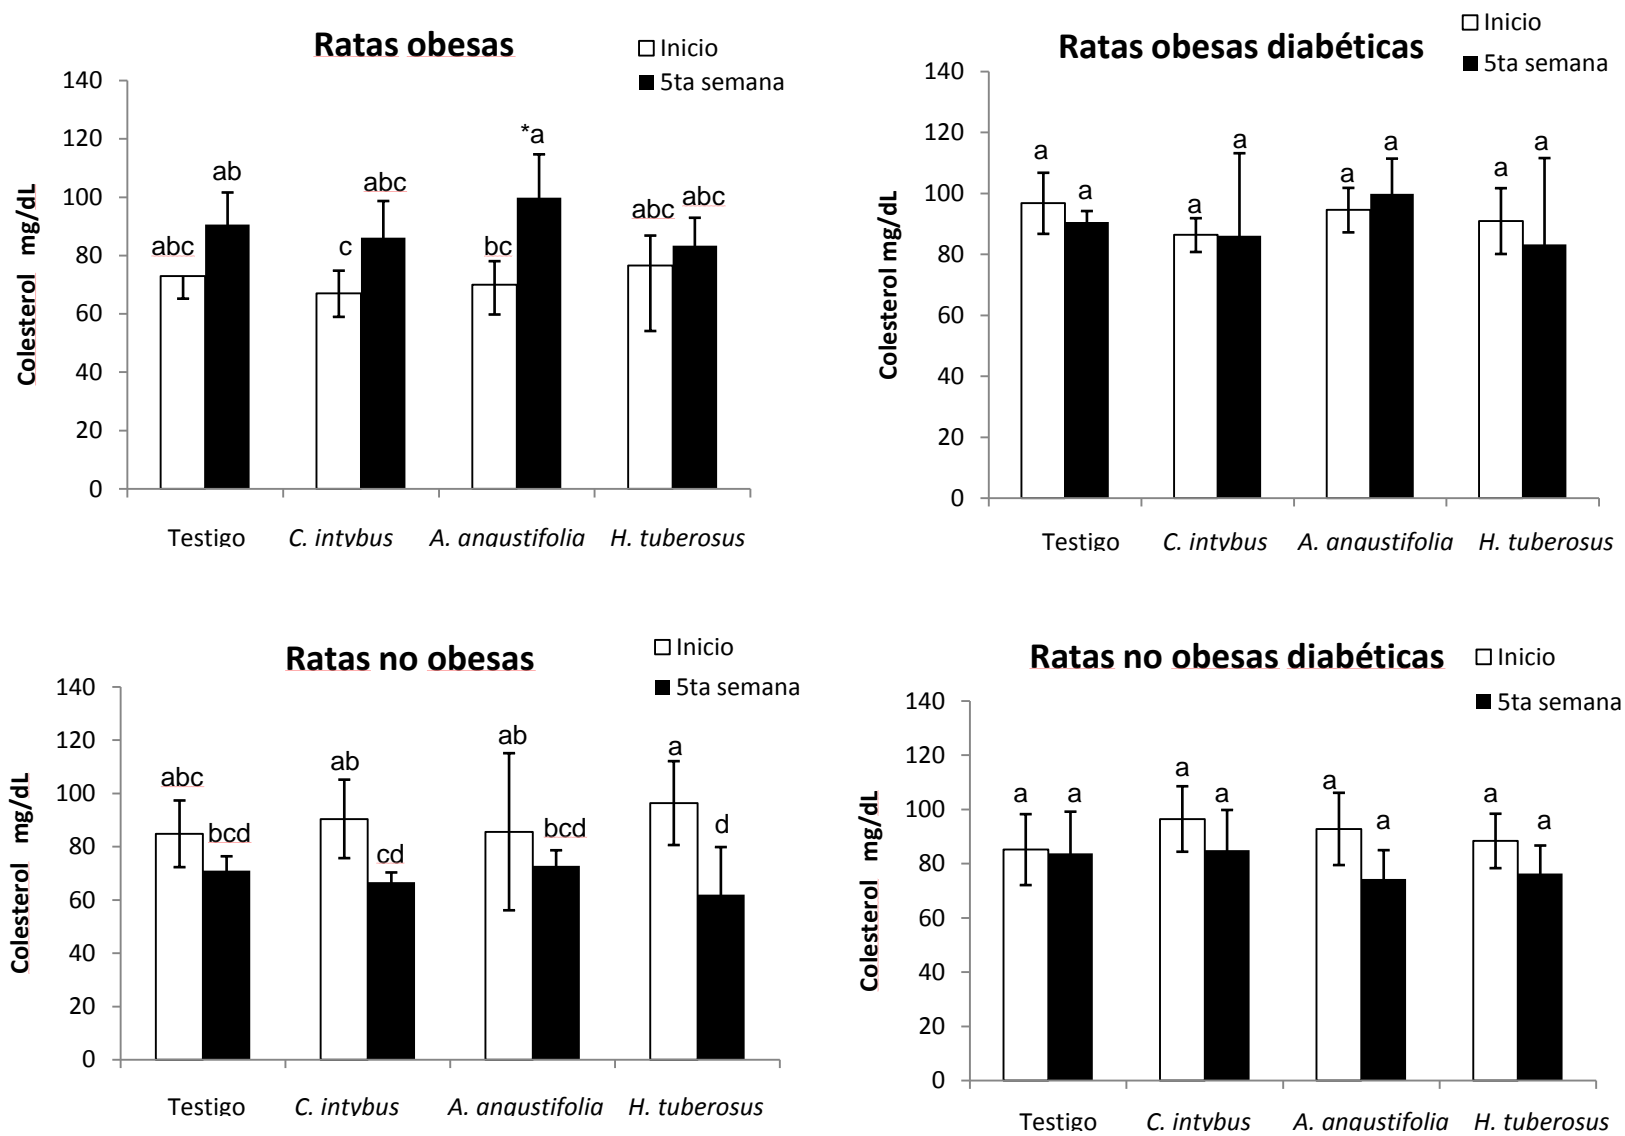 Ratas obesas
Inicio
5ta semana
Colesterol mg/dL
140
120
100
80
60
40
20
0
abc
ab
c
abc
bc
*a
abc
abc
Testigo
C. intybus
A. angustifolia
H. tuberosus
Ratas obesas diabéticas
Inicio
5ta semana
Colesterol mg/dL
140
120
100
80
60
40
20
0
a
a
a
a
a
a
a
a
Testigo
C. intybus
A. angustifolia
H. tuberosus
Ratas no obesas
Inicio
5ta semana
Colesterol mg/dL
140
120
100
80
60
40
20
0
abc
bcd
ab
cd
ab
bcd
a
d
Testigo
C. intybus
A. angustifolia
H. tuberosus
Ratas no obesas diabéticas
Inicio
5ta semana
Colesterol mg/dL
140
120
100
80
60
40
20
0
a
a
a
a
a
a
a
a
Testigo
C. intybus
A. angustifolia
H. tuberosus